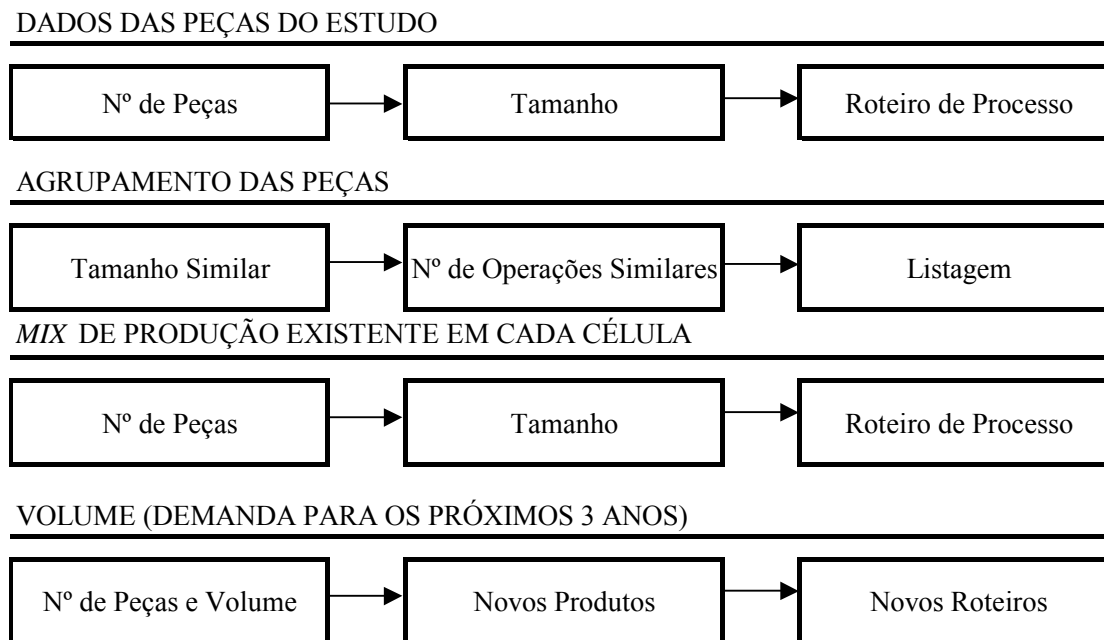 DADOS DAS PEÇAS DO ESTUDO
Nº de Peças
Tamanho
Roteiro de Processo
AGRUPAMENTO DAS PEÇAS
Tamanho Similar
Nº de Operações Similares
Listagem
MIX DE PRODUÇÃO EXISTENTE EM CADA CÉLULA
Nº de Peças
Tamanho
Roteiro de Processo
VOLUME (DEMANDA PARA OS PRÓXIMOS 3 ANOS)
Nº de Peças e Volume
Novos Produtos
Novos Roteiros